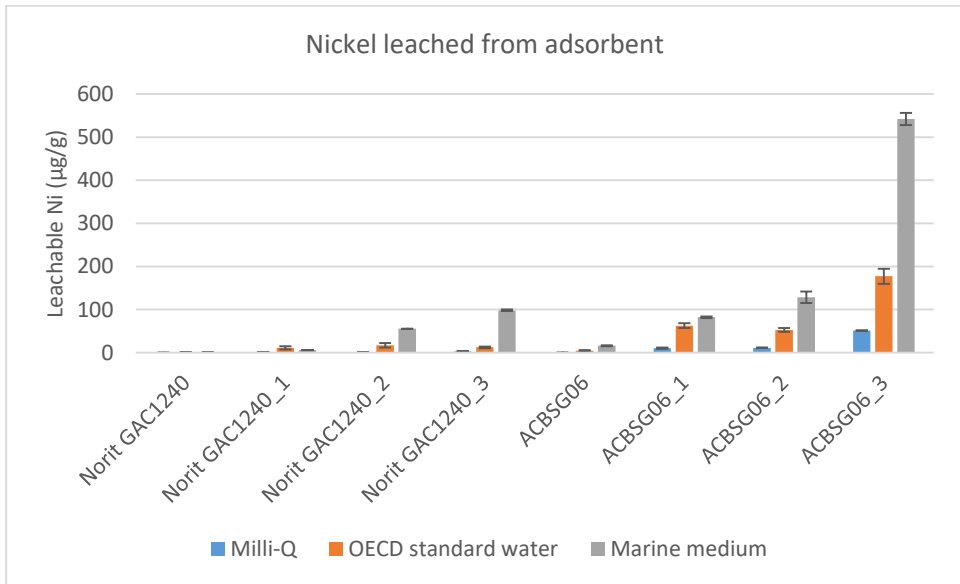 Nickel leached from adsorbent
Leachable Ni (µg/g)
600
500
400
300
200
100
0
Norit GAC1240
Norit GAC1240_1
Norit GAC1240_2
Norit GAC1240_3
ACBSG06
ACBSG06_1
ACBSG06_2
ACBSG06_3
Milli-Q OECD standard water Marine medium